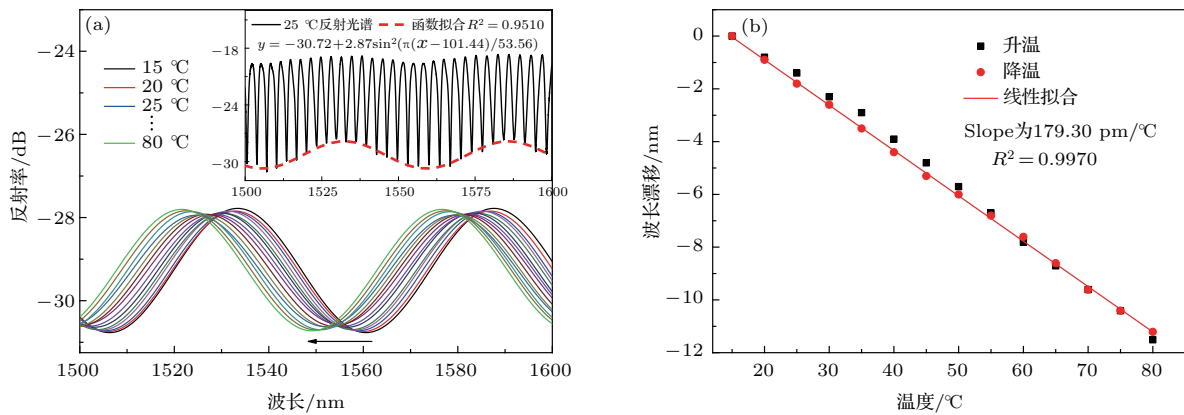 (a)
25 ℃反射光谱 函数拟合 R² = 0.9510
y = −30.72+2.87sin²(π(x−101.44)/53.56)
−18
−24
−30
1500 1525 1550 1575 1600
15 ℃
20 ℃
25 ℃
⋮
80 ℃
−24
−26
−28
−30
反射率/dB
1500 1520 1540 1560 1580 1600
波长/nm
(b)
升温
降温
线性拟合
Slope为179.30 pm/℃
R² = 0.9970
0
−2
−4
−6
−8
−10
−12
波长漂移/nm
20 30 40 50 60 70 80
温度/℃